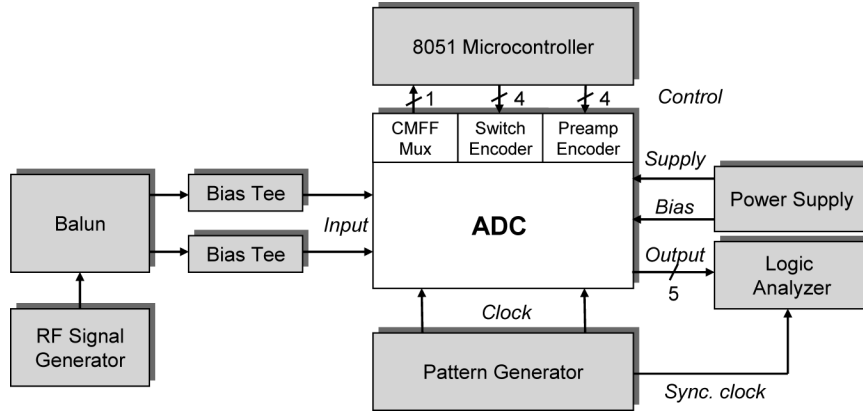 8051 Microcontroller
1
4
4
Control
CMFF
Mux
Switch
Encoder
Preamp
Encoder
Supply
Bias Tee
Power Supply
Balun
Input
ADC
Bias
Bias Tee
Output
Logic
Analyzer
5
Clock
RF Signal
Generator
Pattern Generator
Sync. clock